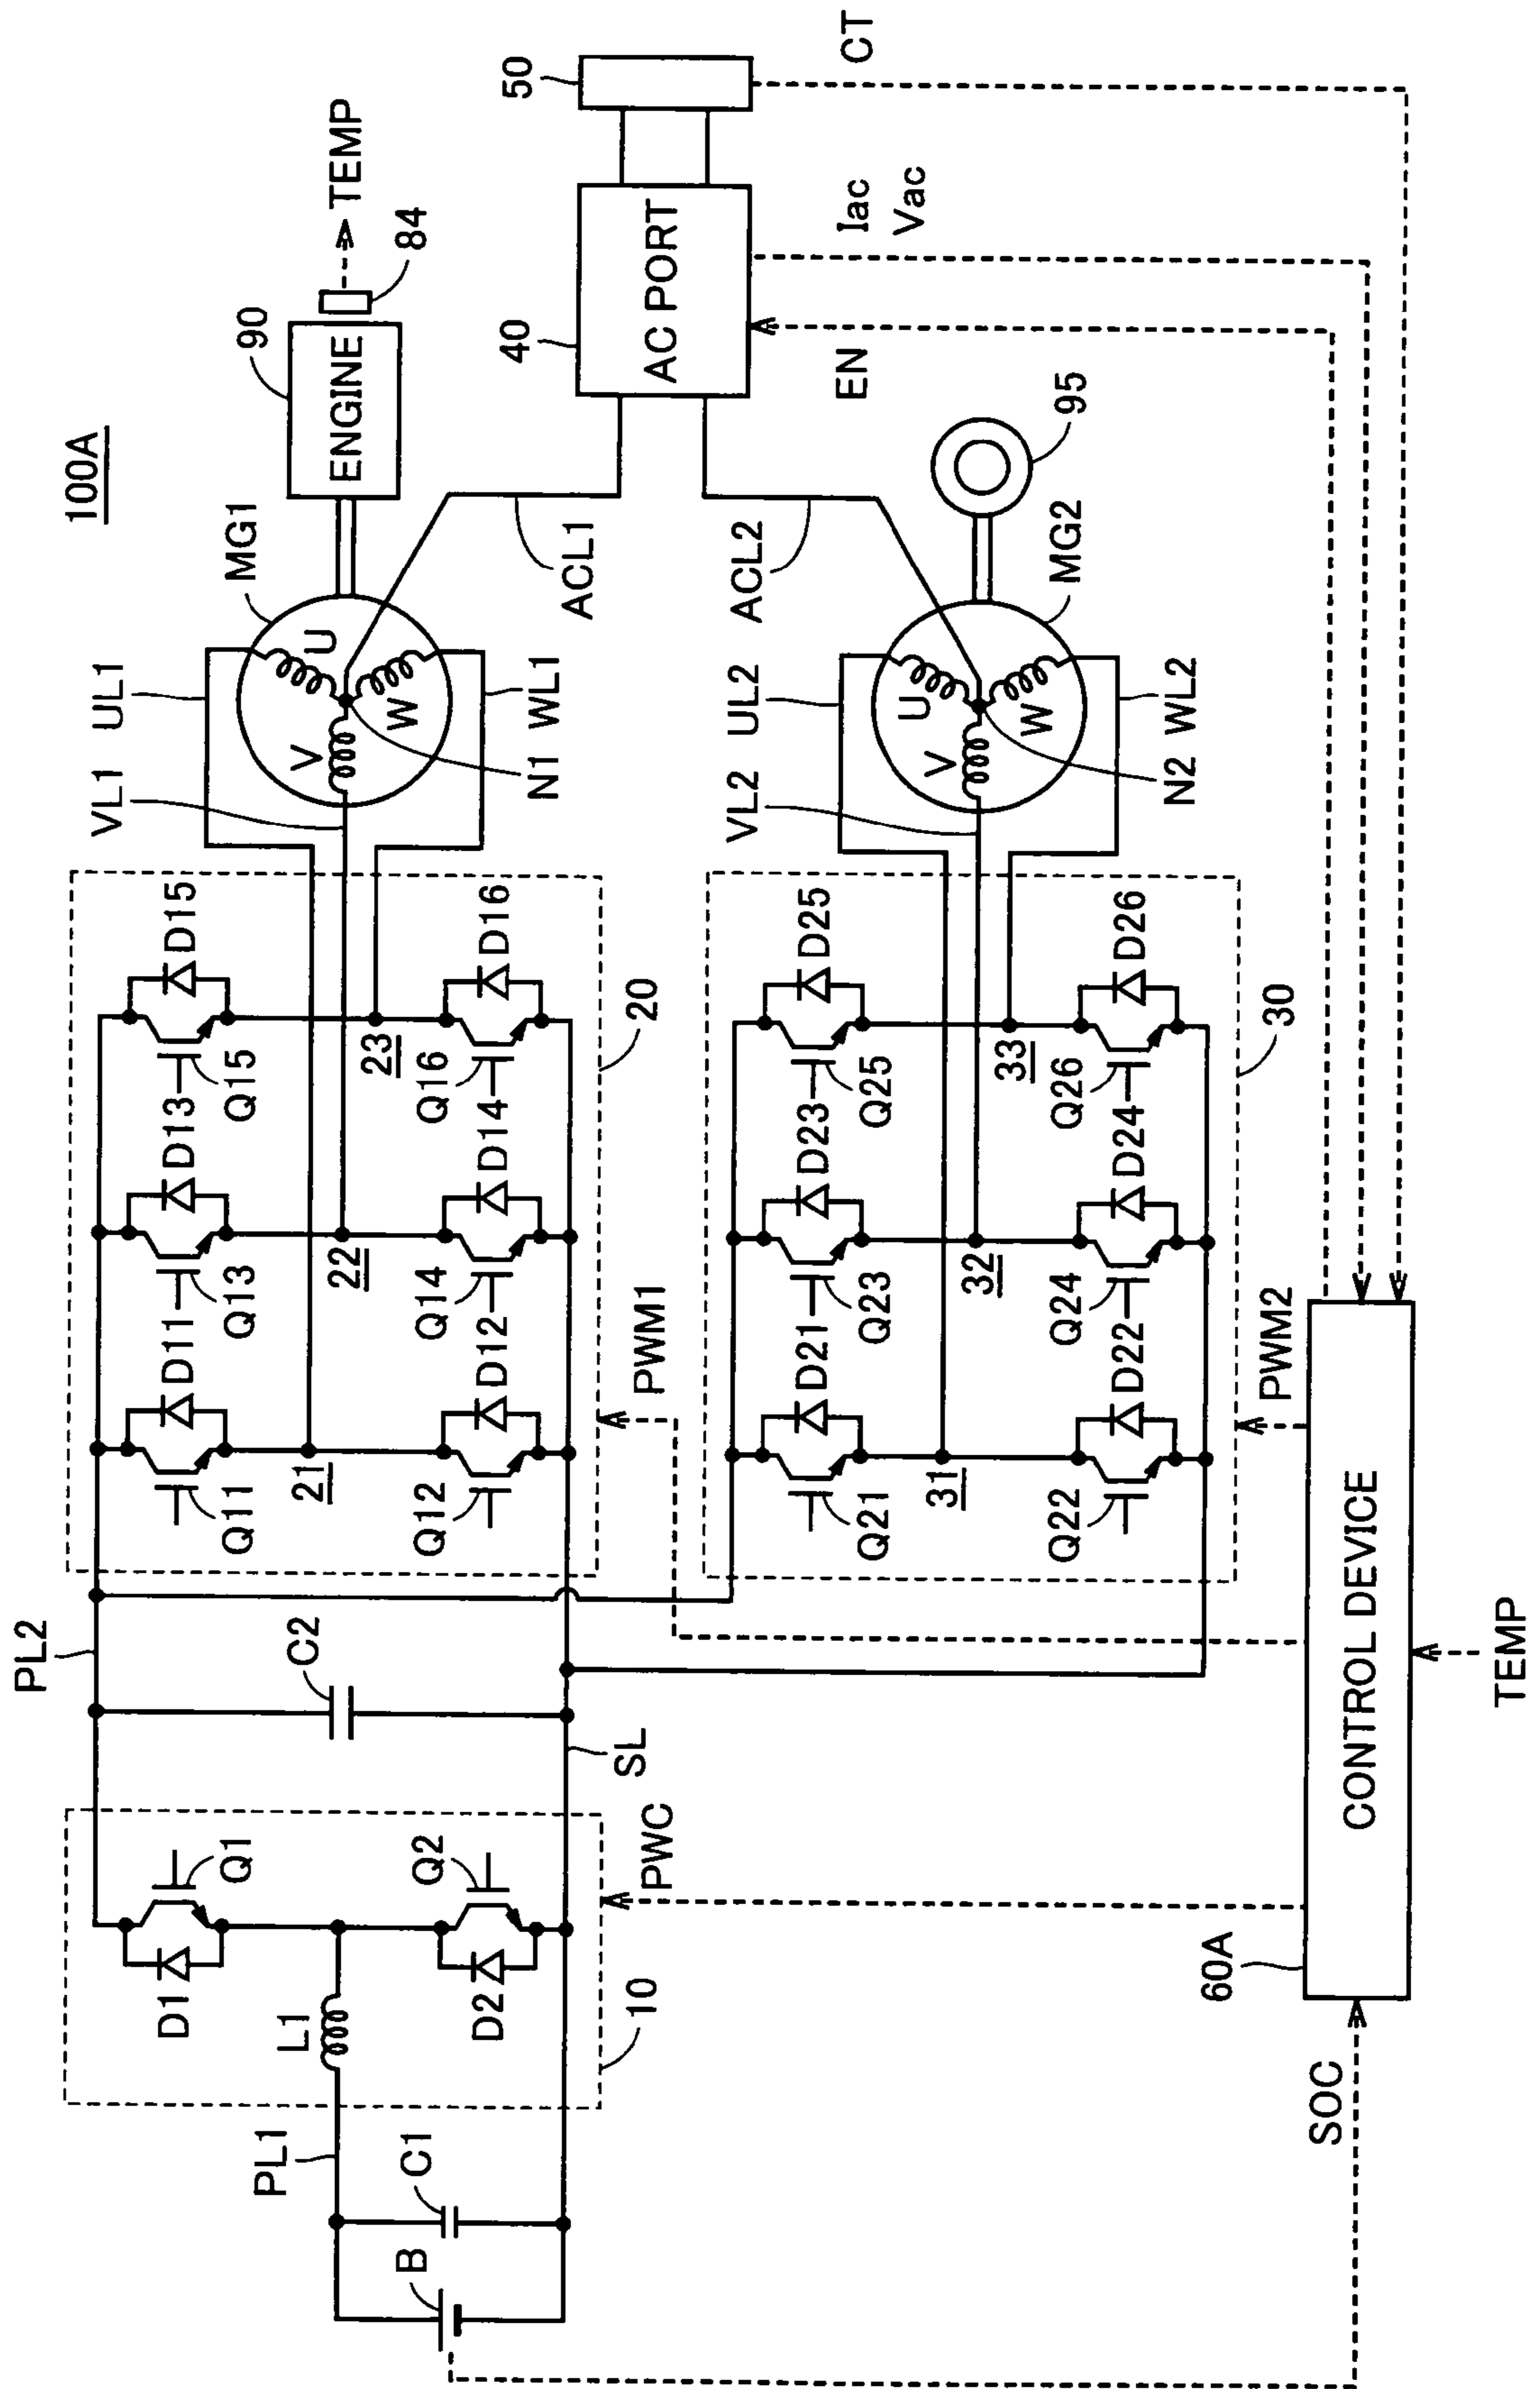 100A
PL2
VL1
UL1
MG1
90
ENGINE
TEMP
84
D1
Q1
D11
D13
D15
Q11
Q13
Q15
PL1
L1
C2
21
22
23
V
U
W
N1
WL1
ACL1
C1
B
D2
Q2
D12
D14
D16
Q12
Q14
Q16
10
SL
PWC
PWM1
20
40
50
AC PORT
VL2
UL2
ACL2
D21
D23
D25
Q21
Q23
Q25
EN
Iac
Vac
CT
31
32
33
V
U
W
N2
WL2
MG2
95
D22
D24
D26
Q22
Q24
Q26
PWM2
30
60A
SOC
CONTROL DEVICE
TEMP